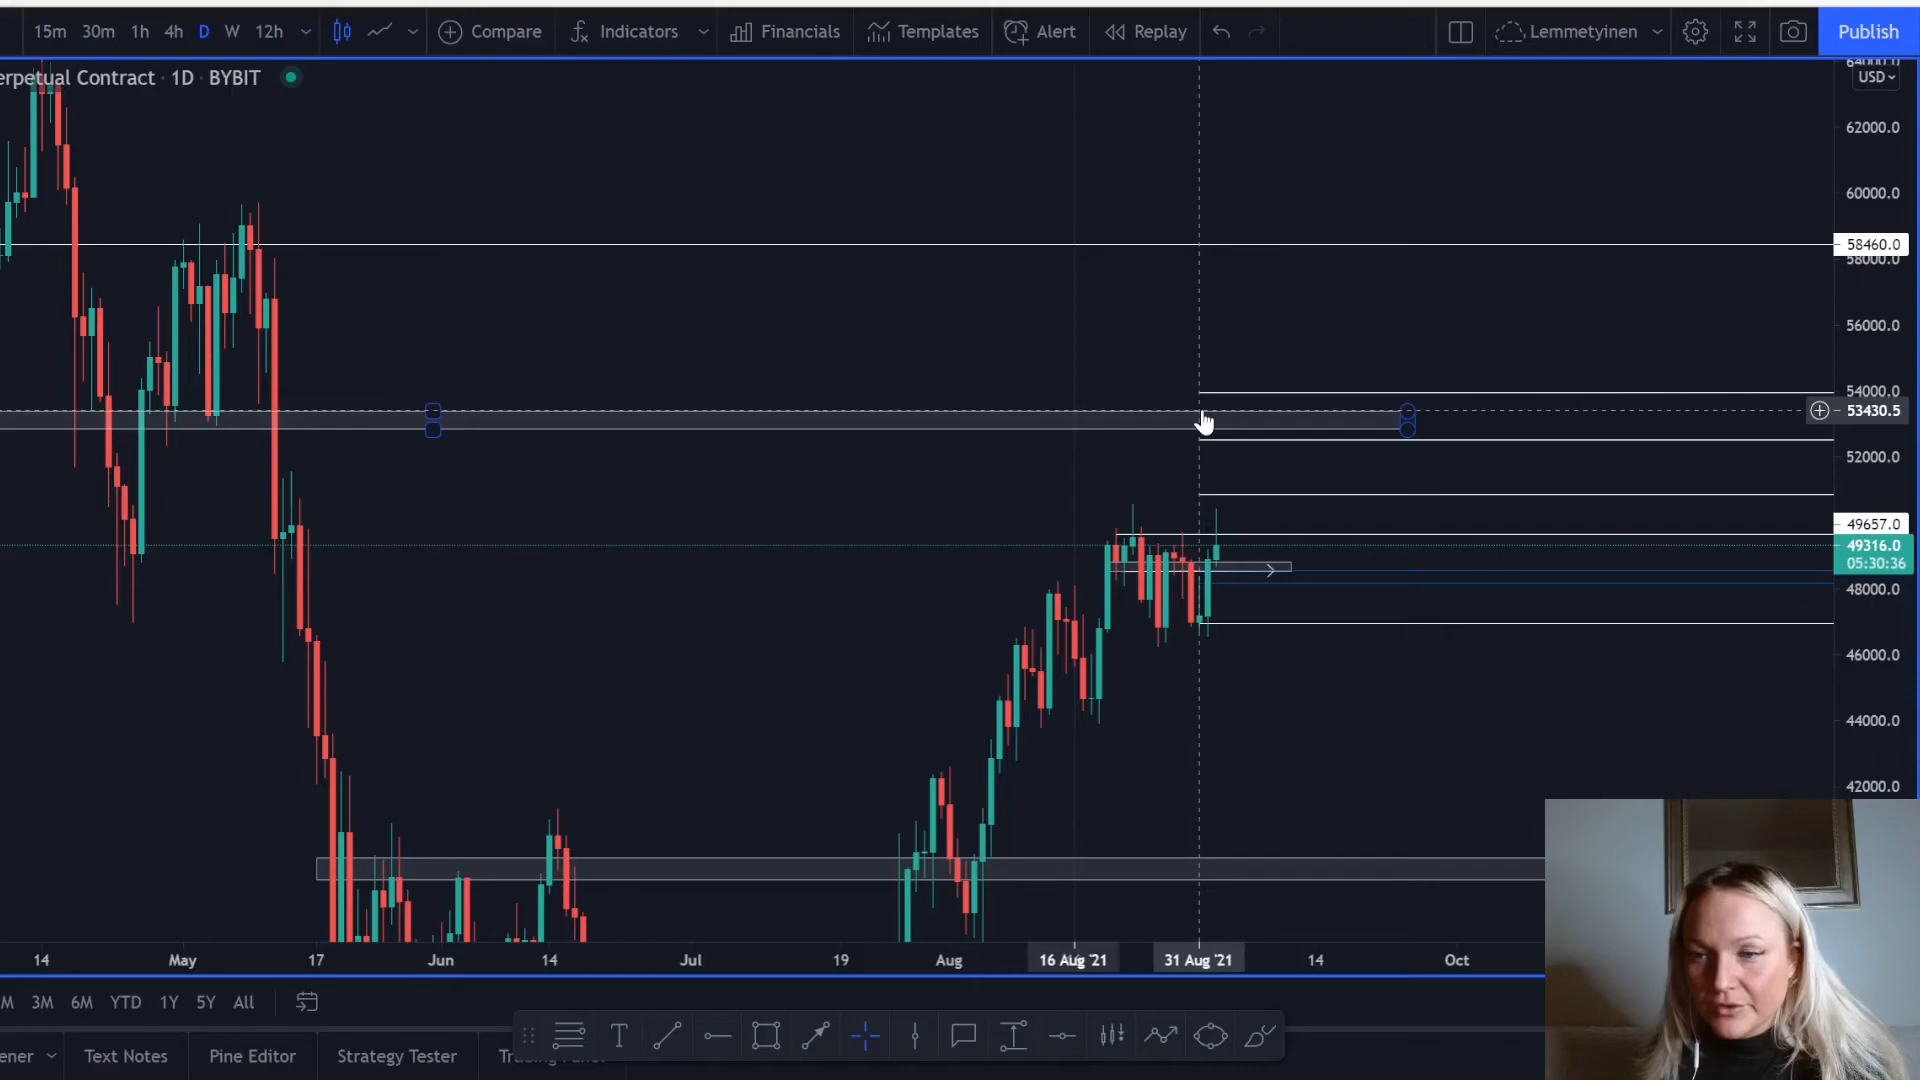 15m 30m 1h 4h D W 12h Compare Indicators Financials Templates Alert Replay Lemmetyinen Publish
erpetual Contract · 1D · BYBIT
USD
62000.0
60000.0
58460.0
58000.0
56000.0
54000.0
53430.5
52000.0
49657.0
49316.0
05:30:36
48000.0
46000.0
44000.0
42000.0
14 May 17 Jun 14 Jul 19 Aug 16 Aug '21 31 Aug '21 14 Oct
M 3M 6M YTD 1Y 5Y All
ener Text Notes Pine Editor Strategy Tester